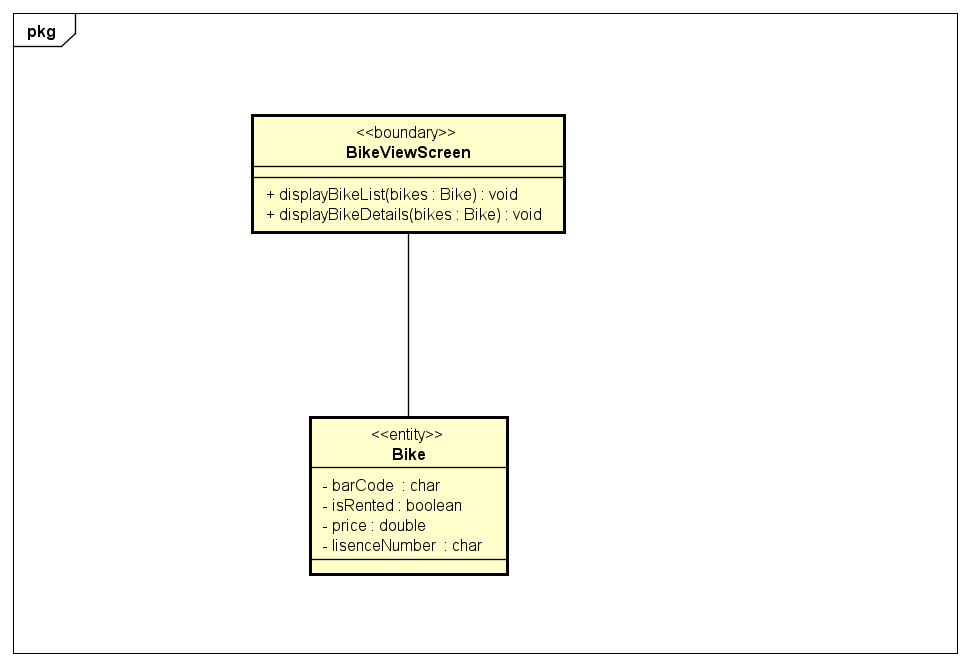 pkg
<<boundary>>
BikeViewScreen
+ displayBikeList(bikes : Bike) : void
+ displayBikeDetails(bikes : Bike) : void
<<entity>>
Bike
- barCode : char
- isRented : boolean
- price : double
- lisenceNumber : char